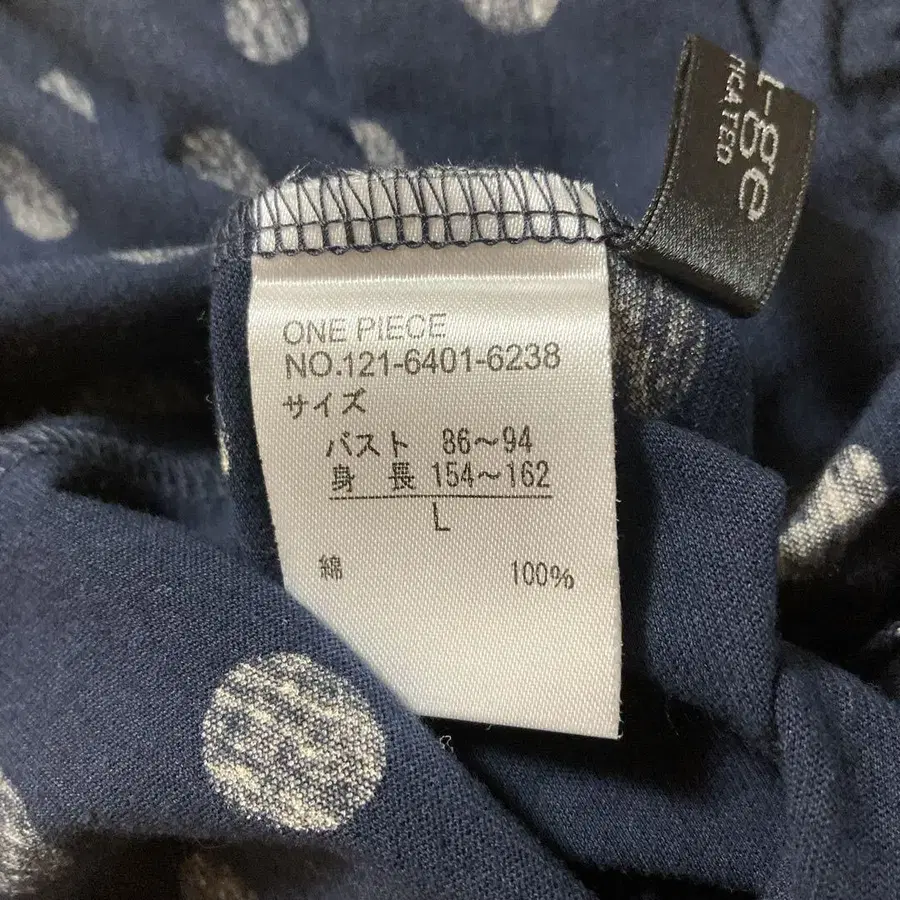 ONE PIECE
NO.121-6401-6238
サイズ
バスト 86～94
身長 154～162
L
綿 100%
-ge